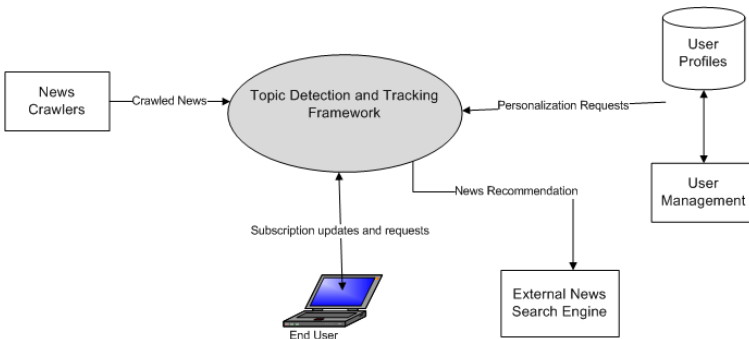 News
Crawlers
Crawled News
Topic Detection and Tracking
Framework
Personalization Requests
User
Profiles
User
Management
News Recommendation
Subscription updates and requests
End User
External News
Search Engine